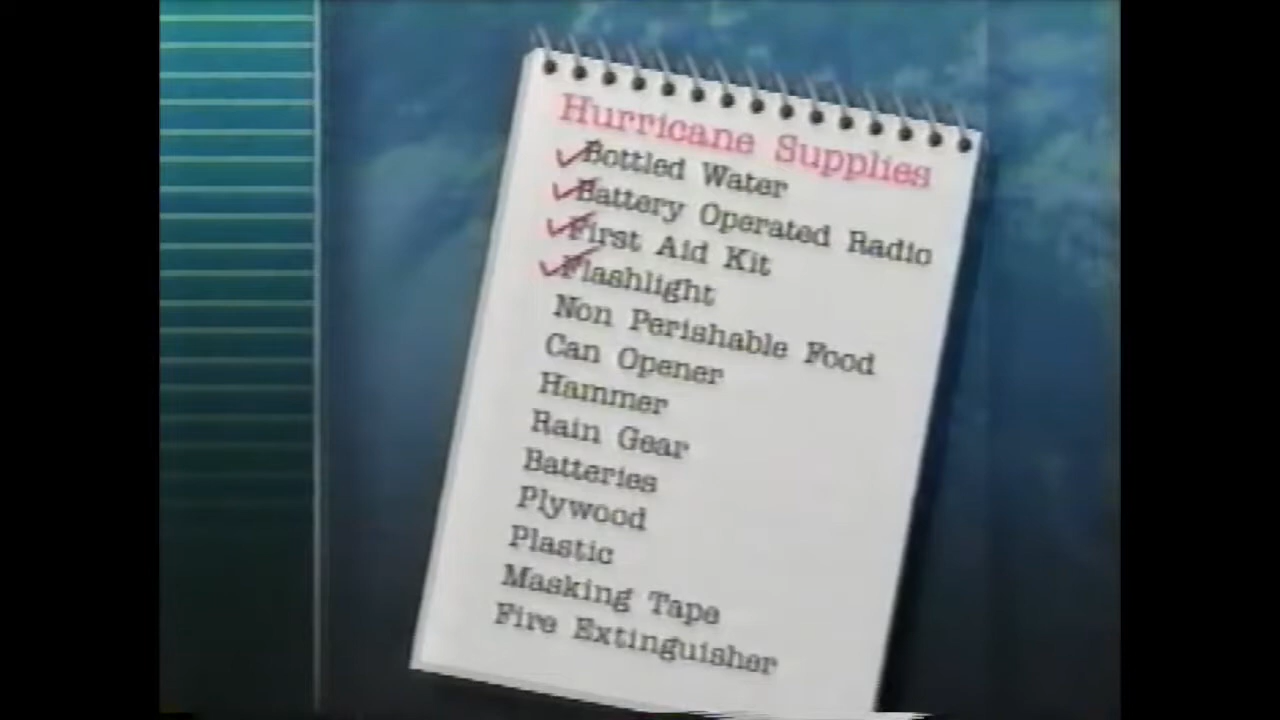 Hurricane Supplies
Bottled Water
Battery Operated Radio
First Aid Kit
Flashlight
Non Perishable Food
Can Opener
Hammer
Rain Gear
Batteries
Plywood
Plastic
Masking Tape
Fire Extinguisher